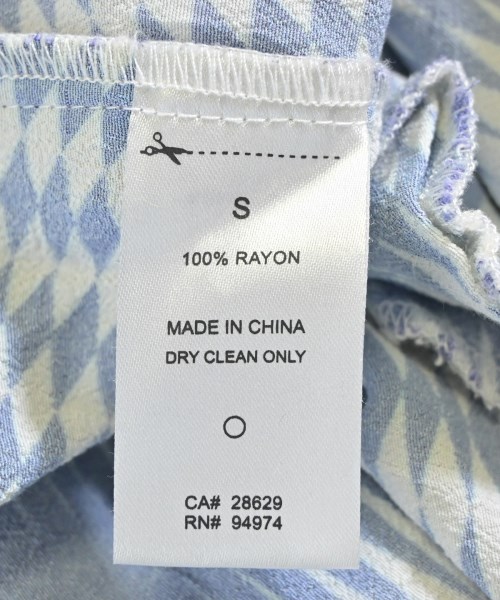 S
100% RAYON
MADE IN CHINA
DRY CLEAN ONLY
CA# 28629
RN# 94974